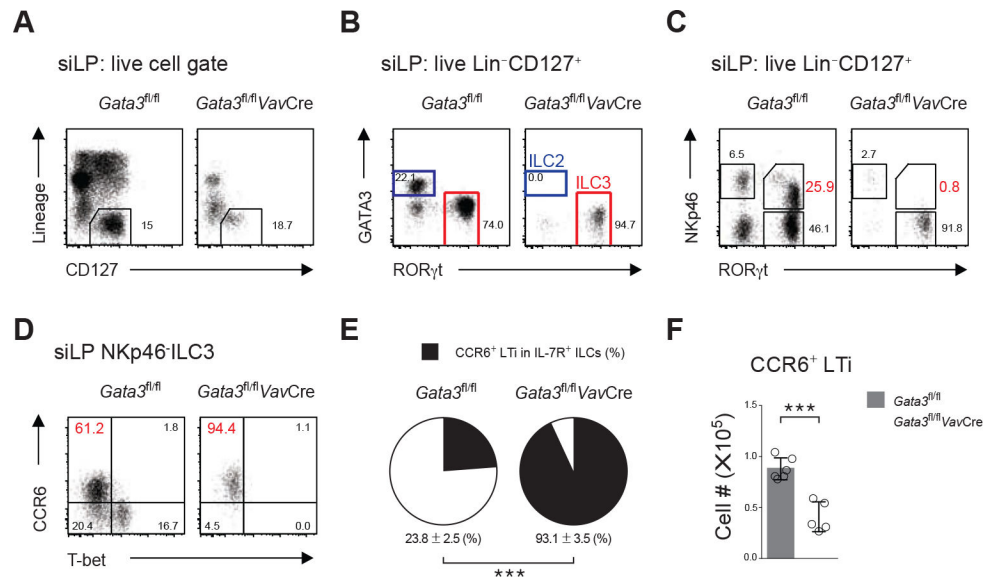 A
siLP: live cell gate
Gata3fl/fl
Gata3fl/flVavCre
Lineage
15
18.7
CD127
B
siLP: live Lin⁻CD127⁺
Gata3fl/fl
Gata3fl/flVavCre
GATA3
22.1
74.0
ILC2
0.0
ILC3
94.7
RORγt
C
siLP: live Lin⁻CD127⁺
Gata3fl/fl
Gata3fl/flVavCre
NKp46
6.5
25.9
46.1
2.7
0.8
91.8
RORγt
D
siLP NKp46⁻ILC3
Gata3fl/fl
Gata3fl/flVavCre
CCR6
61.2
1.8
20.4
16.7
94.4
1.1
4.5
0.0
T-bet
E
CCR6⁺ LTi in IL-7R⁺ ILCs (%)
Gata3fl/fl
Gata3fl/flVavCre
23.8 ± 2.5 (%)
93.1 ± 3.5 (%)
***
F
CCR6⁺ LTi
Gata3fl/fl
Gata3fl/flVavCre
Cell # (X10⁵)
1.5
1.0
0.5
0.0
***